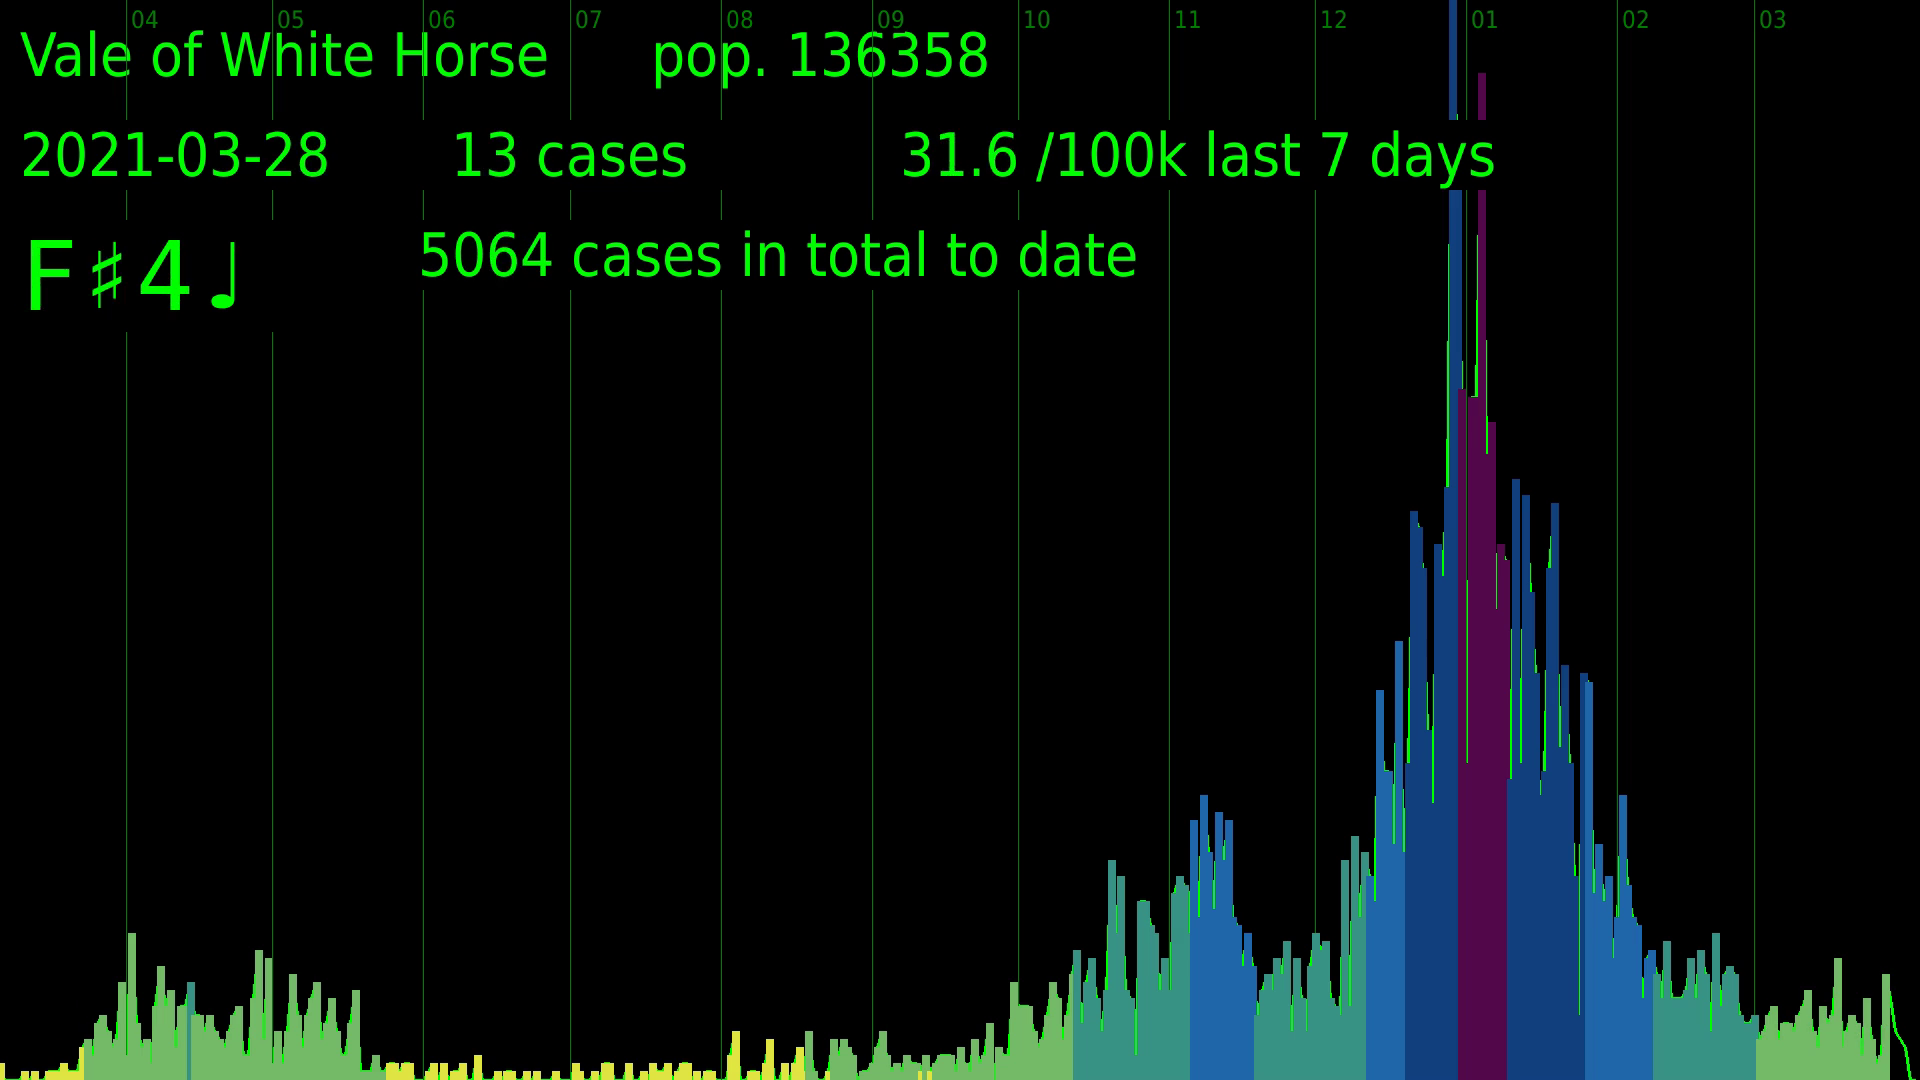 04 05 06 07 08 09 10 11 12 01 02 03
Vale of White Horse pop. 136358
2021-03-28 13 cases 31.6 /100k last 7 days
F♯4♩ 5064 cases in total to date